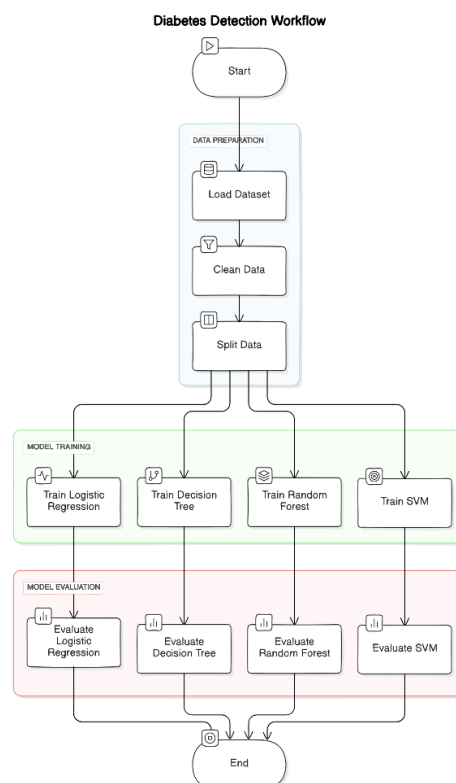 Diabetes Detection Workflow
Start
DATA PREPARATION
Load Dataset
Clean Data
Split Data
MODEL TRAINING
Train Logistic
Regression
Train Decision
Tree
Train Random
Forest
Train SVM
MODEL EVALUATION
Evaluate
Logistic
Regression
Evaluate
Decision Tree
Evaluate
Random Forest
Evaluate SVM
End